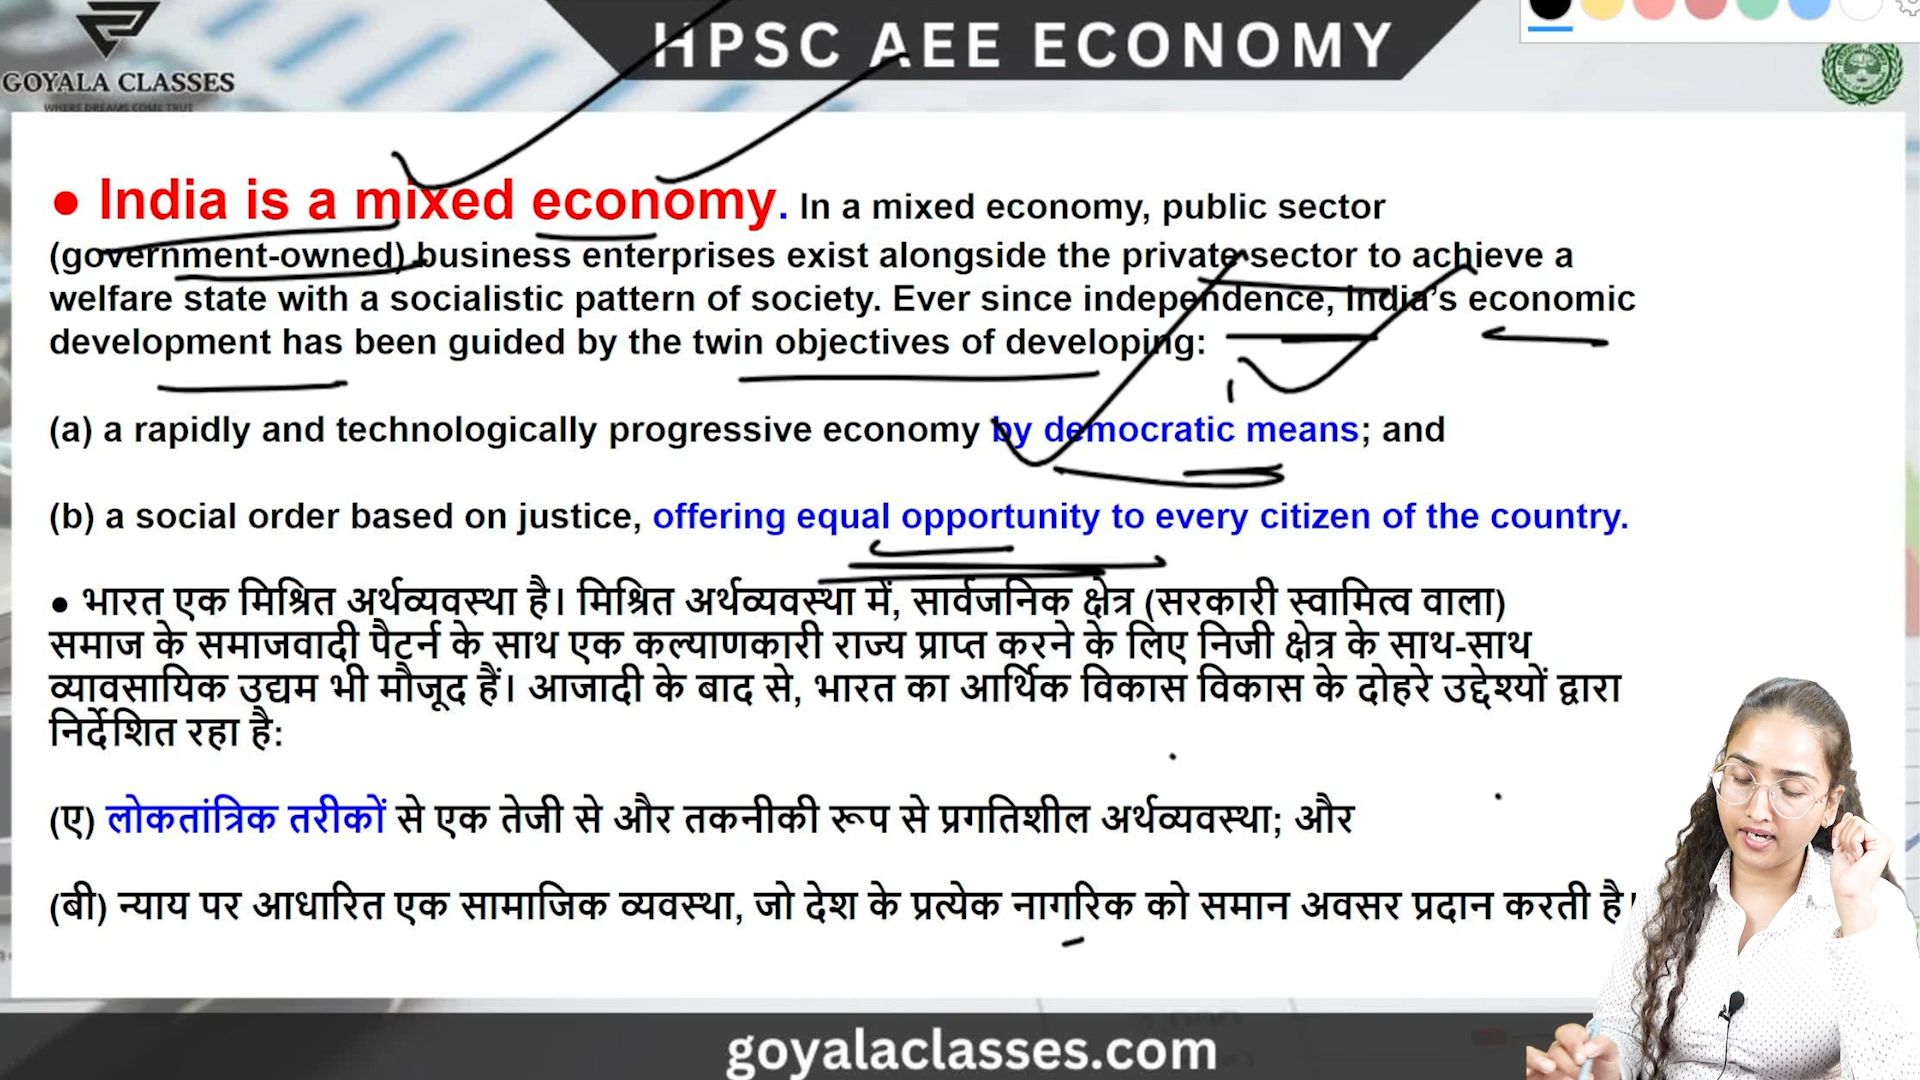 HPSC AEE ECONOMY
GOYALA CLASSES
WHERE DREAMS COME TRUE
● India is a mixed economy. In a mixed economy, public sector
(government-owned) business enterprises exist alongside the private sector to achieve a
welfare state with a socialistic pattern of society. Ever since independence, India's economic
development has been guided by the twin objectives of developing:
(a) a rapidly and technologically progressive economy by democratic means; and
(b) a social order based on justice, offering equal opportunity to every citizen of the country.
● भारत एक मिश्रित अर्थव्यवस्था है। मिश्रित अर्थव्यवस्था में, सार्वजनिक क्षेत्र (सरकारी स्वामित्व वाला)
समाज के समाजवादी पैटर्न के साथ एक कल्याणकारी राज्य प्राप्त करने के लिए निजी क्षेत्र के साथ-साथ
व्यावसायिक उद्यम भी मौजूद हैं। आजादी के बाद से, भारत का आर्थिक विकास विकास के दोहरे उद्देश्यों द्वारा
निर्देशित रहा है:
(ए) लोकतांत्रिक तरीकों से एक तेजी से और तकनीकी रूप से प्रगतिशील अर्थव्यवस्था; और
(बी) न्याय पर आधारित एक सामाजिक व्यवस्था, जो देश के प्रत्येक नागरिक को समान अवसर प्रदान करती है।
goyalaclasses.com